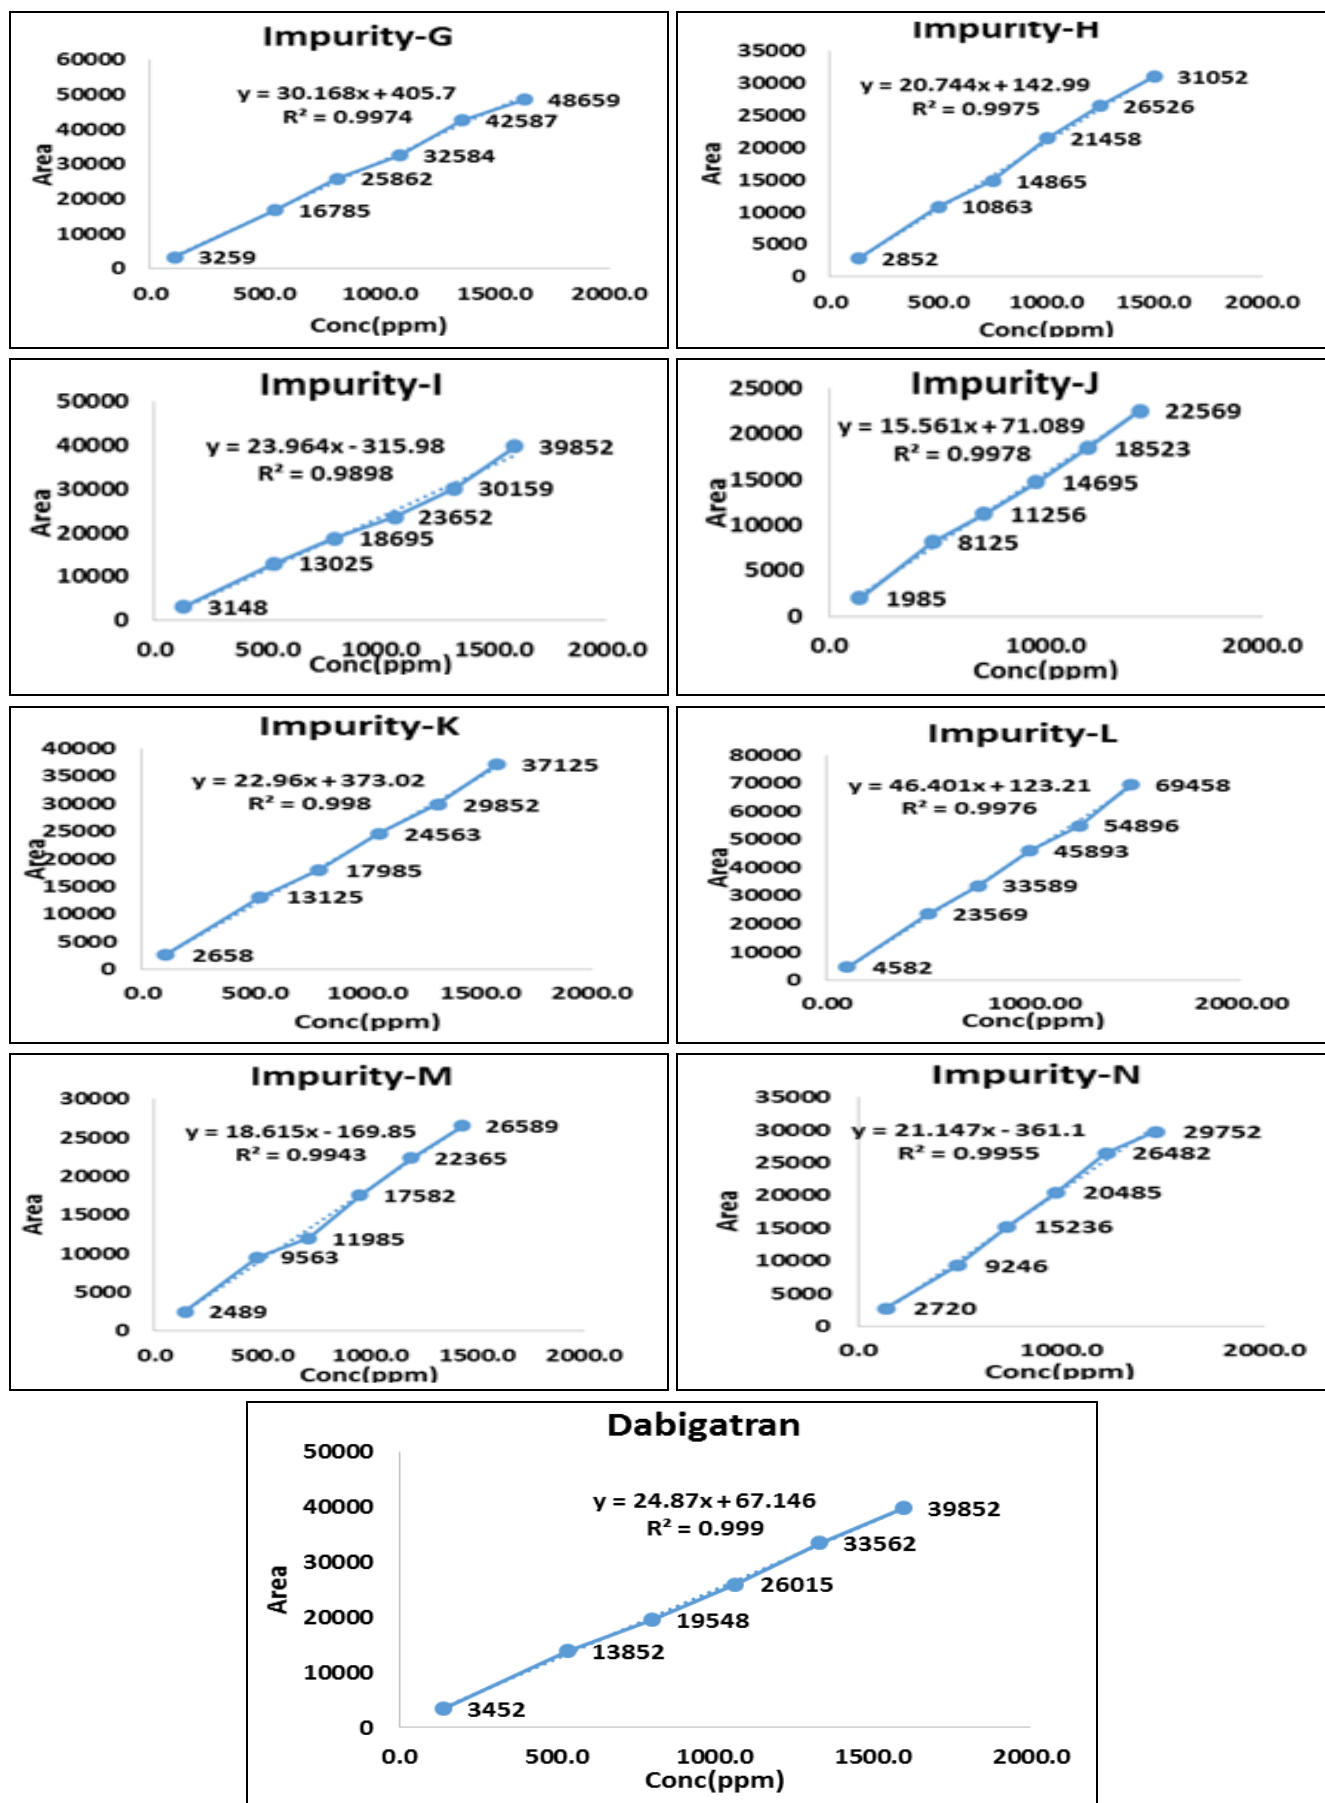 Impurity-G
60000
50000
40000
30000
20000
10000
0
Area
y = 30.168x + 405.7
R² = 0.9974
48659
42587
32584
25862
16785
3259
0.0 500.0 1000.0 1500.0 2000.0
Conc(ppm)
Impurity-H
35000
30000
25000
20000
15000
10000
5000
0
Area
y = 20.744x + 142.99
R² = 0.9975
31052
26526
21458
14865
10863
2852
0.0 500.0 1000.0 1500.0 2000.0
Conc(ppm)
Impurity-I
50000
40000
30000
20000
10000
0
Area
y = 23.964x - 315.98
R² = 0.9898
39852
30159
23652
18695
13025
3148
0.0 500.0 1000.0 1500.0 2000.0
Conc(ppm)
Impurity-J
25000
20000
15000
10000
5000
0
Area
y = 15.561x + 71.089
R² = 0.9978
22569
18523
14695
11256
8125
1985
0.0 1000.0 2000.0
Conc(ppm)
Impurity-K
40000
35000
30000
25000
20000
15000
10000
5000
0
Area
y = 22.96x + 373.02
R² = 0.998
37125
29852
24563
17985
13125
2658
0.0 500.0 1000.0 1500.0 2000.0
Conc(ppm)
Impurity-L
80000
70000
60000
50000
40000
30000
20000
10000
0
Area
y = 46.401x + 123.21
R² = 0.9976
69458
54896
45893
33589
23569
4582
0.00 1000.00 2000.00
Conc(ppm)
Impurity-M
30000
25000
20000
15000
10000
5000
0
Area
y = 18.615x - 169.85
R² = 0.9943
26589
22365
17582
11985
9563
2489
0.0 500.0 1000.0 1500.0 2000.0
Conc(ppm)
Impurity-N
35000
30000
25000
20000
15000
10000
5000
0
Area
y = 21.147x - 361.1
R² = 0.9955
29752
26482
20485
15236
9246
2720
0.0 1000.0 2000.0
Conc(ppm)
Dabigatran
50000
40000
30000
20000
10000
0
Area
y = 24.87x + 67.146
R² = 0.999
39852
33562
26015
19548
13852
3452
0.0 500.0 1000.0 1500.0 2000.0
Conc(ppm)